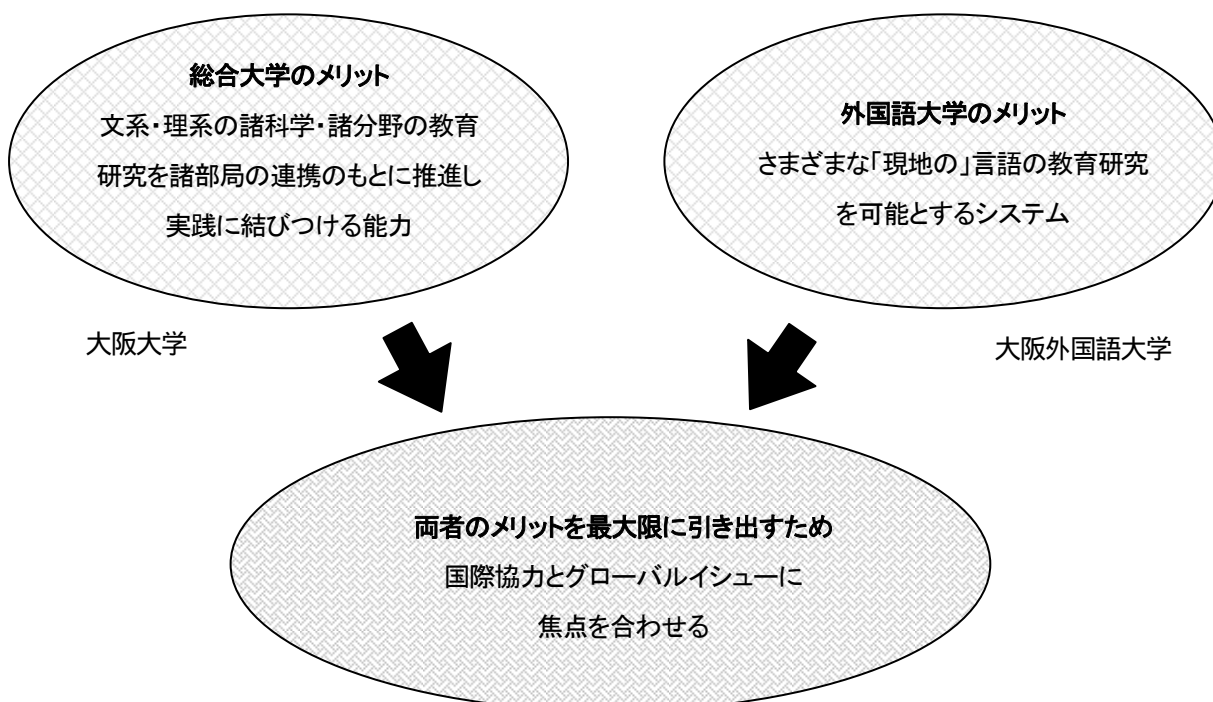 総合大学のメリット
文系・理系の諸科学・諸分野の教育
研究を諸部局の連携のもとに推進し
実践に結びつける能力
外国語大学のメリット
さまざまな「現地の」言語の教育研究
を可能とするシステム
大阪大学
大阪外国語大学
両者のメリットを最大限に引き出すため
国際協力とグローバルイシューに
焦点を合わせる